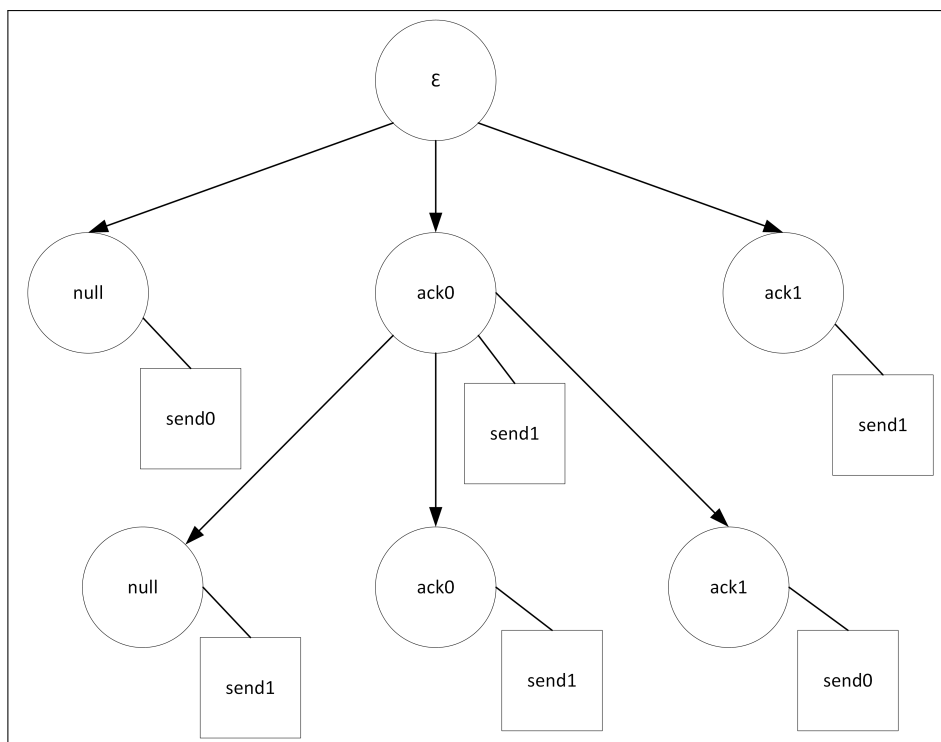 ε
null
ack0
ack1
send0
send1
send1
null
ack0
ack1
send1
send1
send0